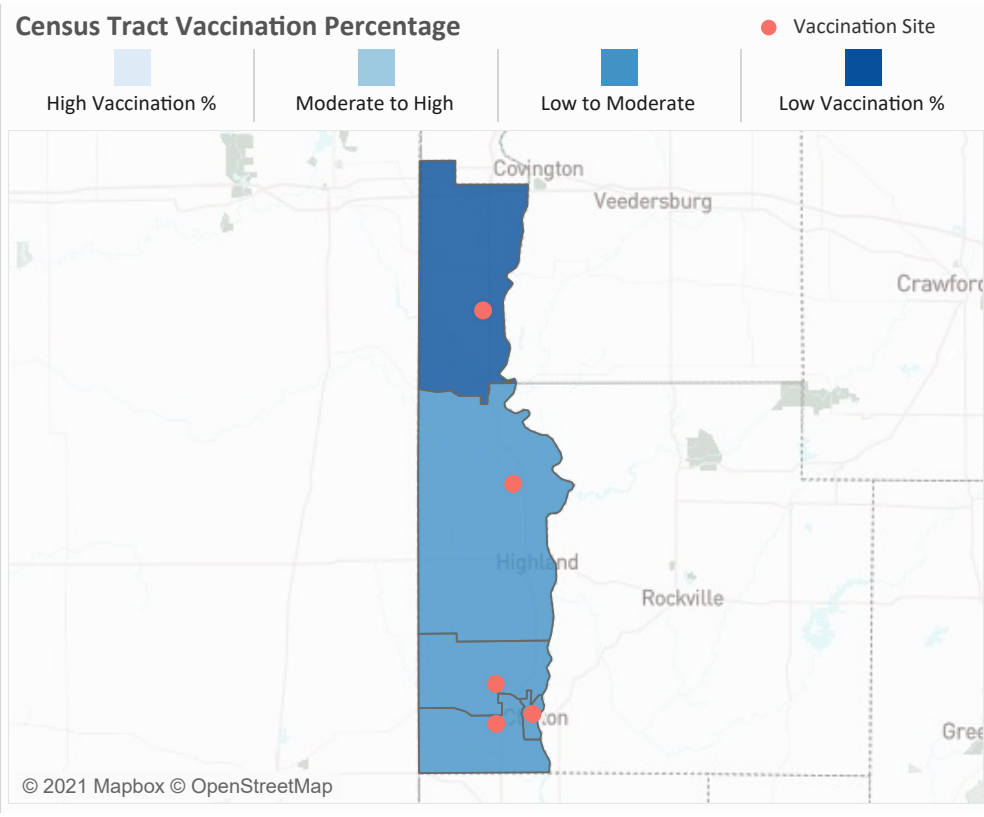 Census Tract Vaccination Percentage
Vaccination Site
High Vaccination %
Moderate to High
Low to Moderate
Low Vaccination %
Covington
Veedersburg
Crawford
Highland
Rockville
Gree
© 2021 Mapbox © OpenStreetMap